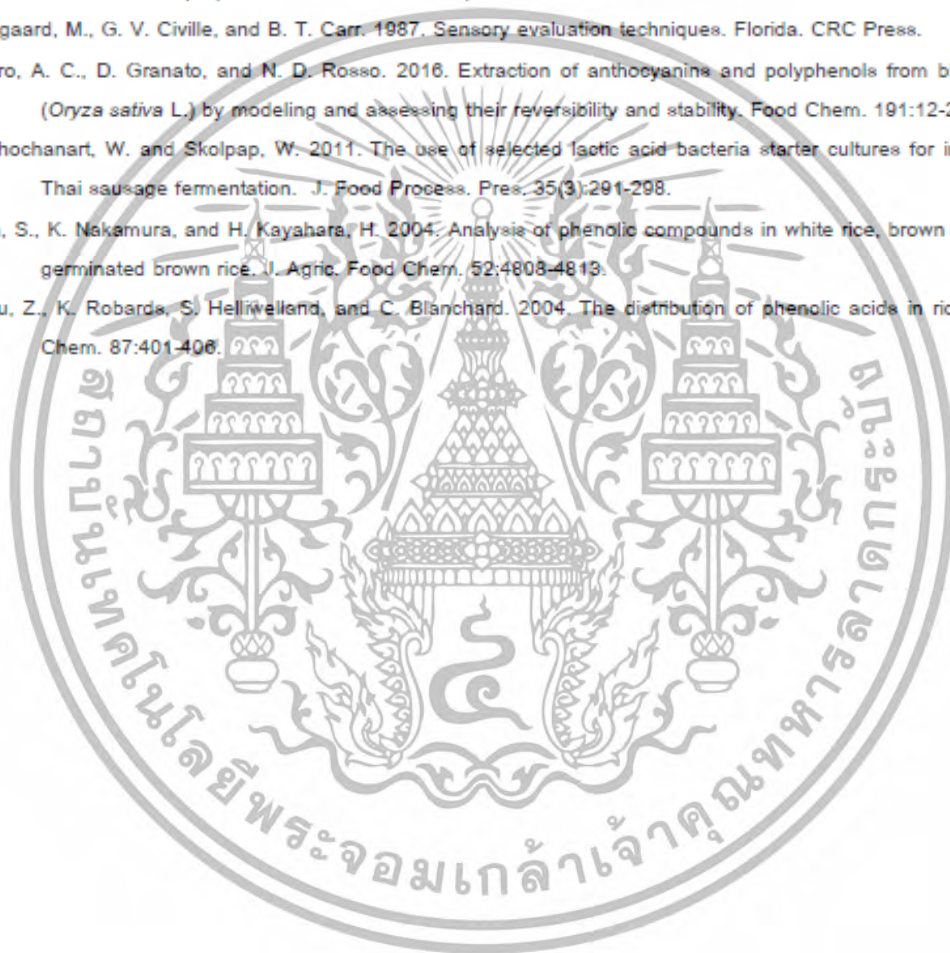 gaard, M., G. V. Civille, and B. T. Carr. 1987. Sensory evaluation techniques. Florida. CRC Press.
ro, A. C., D. Granato, and N. D. Rosso. 2016. Extraction of anthocyanins and polyphenols from bl
(Oryza sativa L.) by modeling and assessing their reversibility and stability. Food Chem. 191:12-2
hochanart, W. and Skolpap, W. 2011. The use of selected lactic acid bacteria starter cultures for in
Thai sausage fermentation. J. Food Process. Pres. 35(3):291-298.
, S., K. Nakamura, and H. Kayahara, H. 2004. Analysis of phenolic compounds in white rice, brown
germinated brown rice. J. Agric. Food Chem. 52:4808-4813.
u, Z., K. Robards, S. Helliwelland, and C. Blanchard. 2004. The distribution of phenolic acids in ric
Chem. 87:401-406.
สถาบันเทคโนโลยีพระจอมเกล้าเจ้าคุณทหารลาดกระบัง
๔